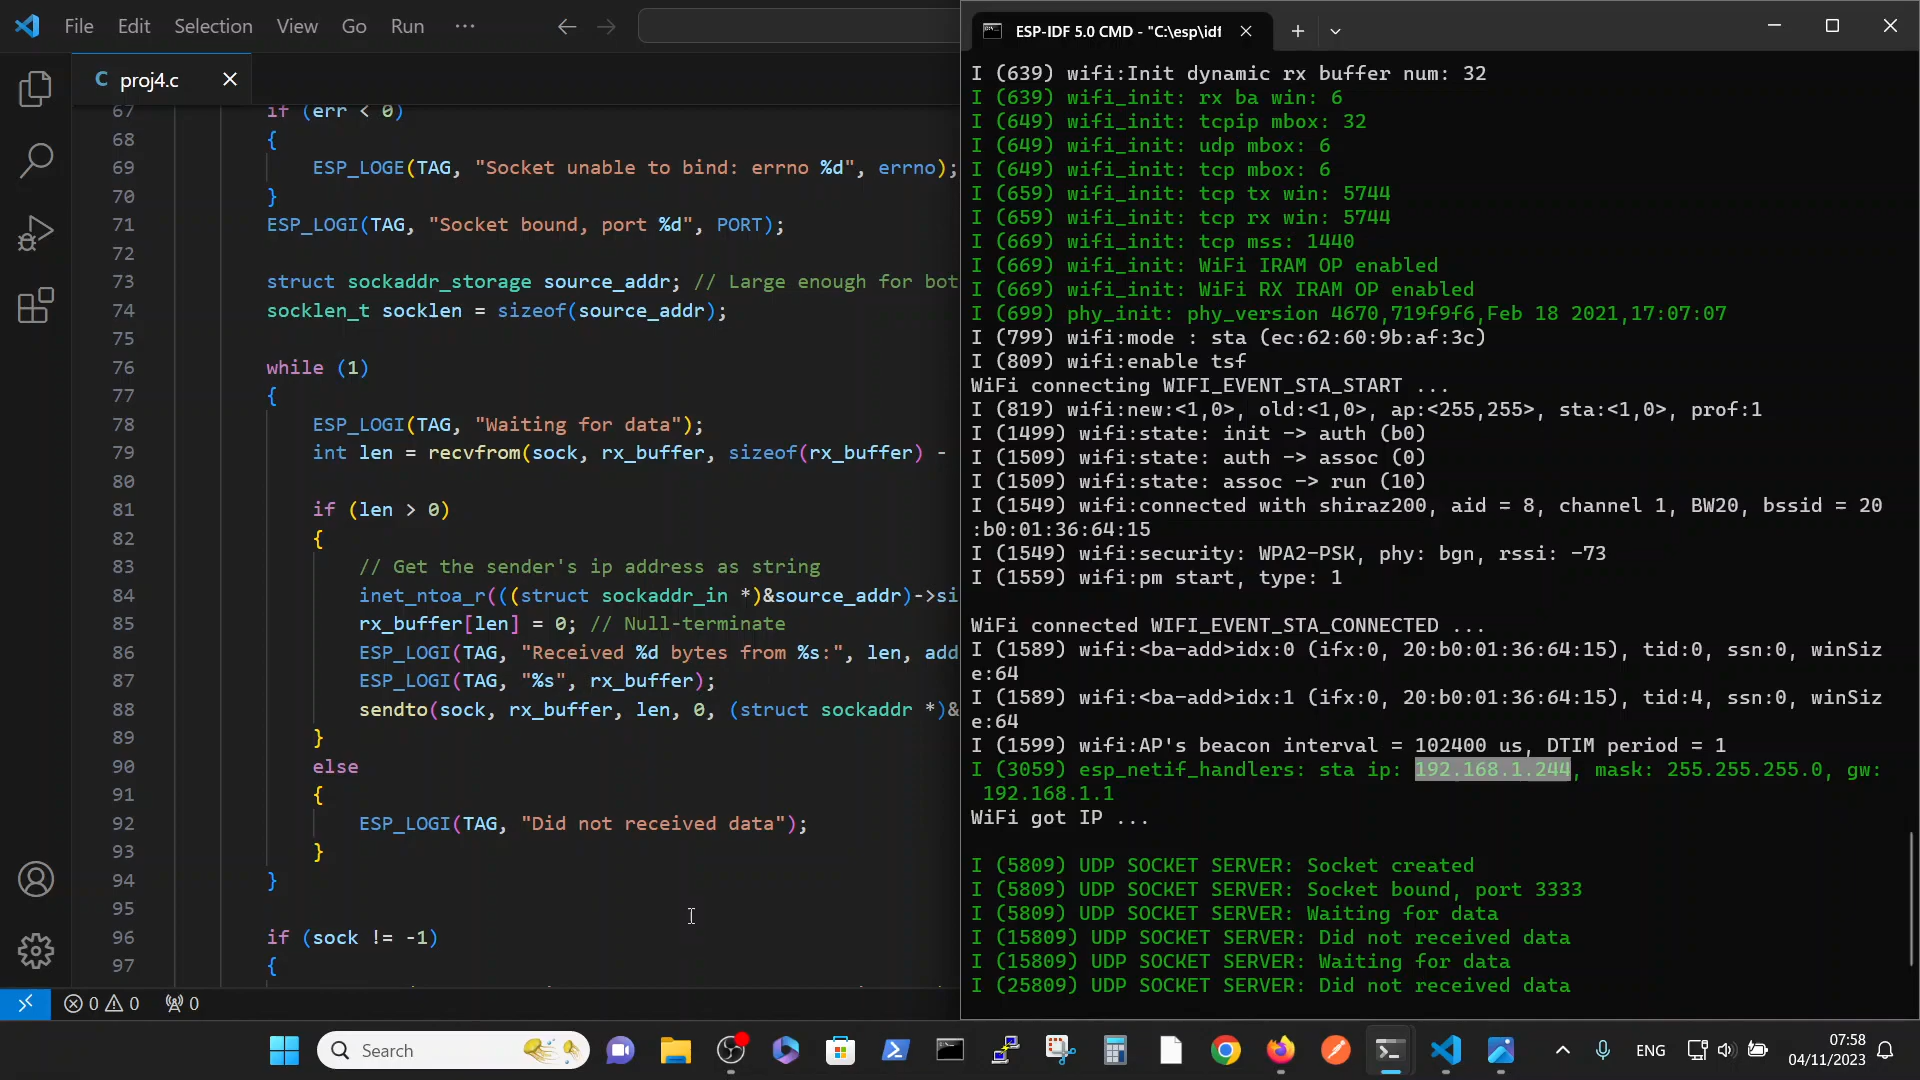 File Edit Selection View Go Run ···
C proj4.c
67 if (err < 0)
68 {
69 ESP_LOGE(TAG, "Socket unable to bind: errno %d", errno);
70 }
71 ESP_LOGI(TAG, "Socket bound, port %d", PORT);
72
73 struct sockaddr_storage source_addr; // Large enough for bot
74 socklen_t socklen = sizeof(source_addr);
75
76 while (1)
77 {
78 ESP_LOGI(TAG, "Waiting for data");
79 int len = recvfrom(sock, rx_buffer, sizeof(rx_buffer) -
80
81 if (len > 0)
82 {
83 // Get the sender's ip address as string
84 inet_ntoa_r(((struct sockaddr_in *)&source_addr)->si
85 rx_buffer[len] = 0; // Null-terminate
86 ESP_LOGI(TAG, "Received %d bytes from %s:", len, add
87 ESP_LOGI(TAG, "%s", rx_buffer);
88 sendto(sock, rx_buffer, len, 0, (struct sockaddr *)&
89 }
90 else
91 {
92 ESP_LOGI(TAG, "Did not received data");
93 }
94 }
95
96 if (sock != -1)
97 {
0 0 0
ESP-IDF 5.0 CMD - "C:\esp\idf
I (639) wifi:Init dynamic rx buffer num: 32
I (639) wifi_init: rx ba win: 6
I (649) wifi_init: tcpip mbox: 32
I (649) wifi_init: udp mbox: 6
I (649) wifi_init: tcp mbox: 6
I (659) wifi_init: tcp tx win: 5744
I (659) wifi_init: tcp rx win: 5744
I (669) wifi_init: tcp mss: 1440
I (669) wifi_init: WiFi IRAM OP enabled
I (669) wifi_init: WiFi RX IRAM OP enabled
I (699) phy_init: phy_version 4670,719f9f6,Feb 18 2021,17:07:07
I (799) wifi:mode : sta (ec:62:60:9b:af:3c)
I (809) wifi:enable tsf
WiFi connecting WIFI_EVENT_STA_START ...
I (819) wifi:new:<1,0>, old:<1,0>, ap:<255,255>, sta:<1,0>, prof:1
I (1499) wifi:state: init -> auth (b0)
I (1509) wifi:state: auth -> assoc (0)
I (1509) wifi:state: assoc -> run (10)
I (1549) wifi:connected with shiraz200, aid = 8, channel 1, BW20, bssid = 20
:b0:01:36:64:15
I (1549) wifi:security: WPA2-PSK, phy: bgn, rssi: -73
I (1559) wifi:pm start, type: 1
WiFi connected WIFI_EVENT_STA_CONNECTED ...
I (1589) wifi:<ba-add>idx:0 (ifx:0, 20:b0:01:36:64:15), tid:0, ssn:0, winSiz
e:64
I (1589) wifi:<ba-add>idx:1 (ifx:0, 20:b0:01:36:64:15), tid:4, ssn:0, winSiz
e:64
I (1599) wifi:AP's beacon interval = 102400 us, DTIM period = 1
I (3059) esp_netif_handlers: sta ip: 192.168.1.244, mask: 255.255.255.0, gw:
192.168.1.1
WiFi got IP ...
I (5809) UDP SOCKET SERVER: Socket created
I (5809) UDP SOCKET SERVER: Socket bound, port 3333
I (5809) UDP SOCKET SERVER: Waiting for data
I (15809) UDP SOCKET SERVER: Did not received data
I (15809) UDP SOCKET SERVER: Waiting for data
I (25809) UDP SOCKET SERVER: Did not received data
Search
ENG
07:58
04/11/2023